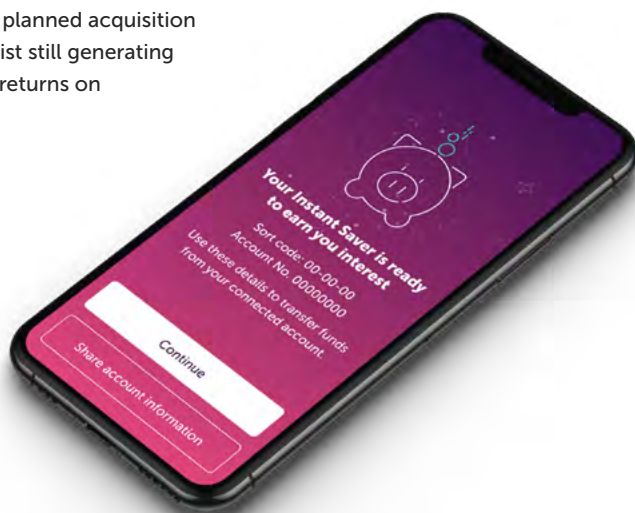 planned acquisition
ist still generating
returns on
Your Instant Saver is ready
to earn you interest
Sort code: 00-00-00
Account No. 00000000
Use these details to transfer funds
from your connected account.
Continue
Share account information